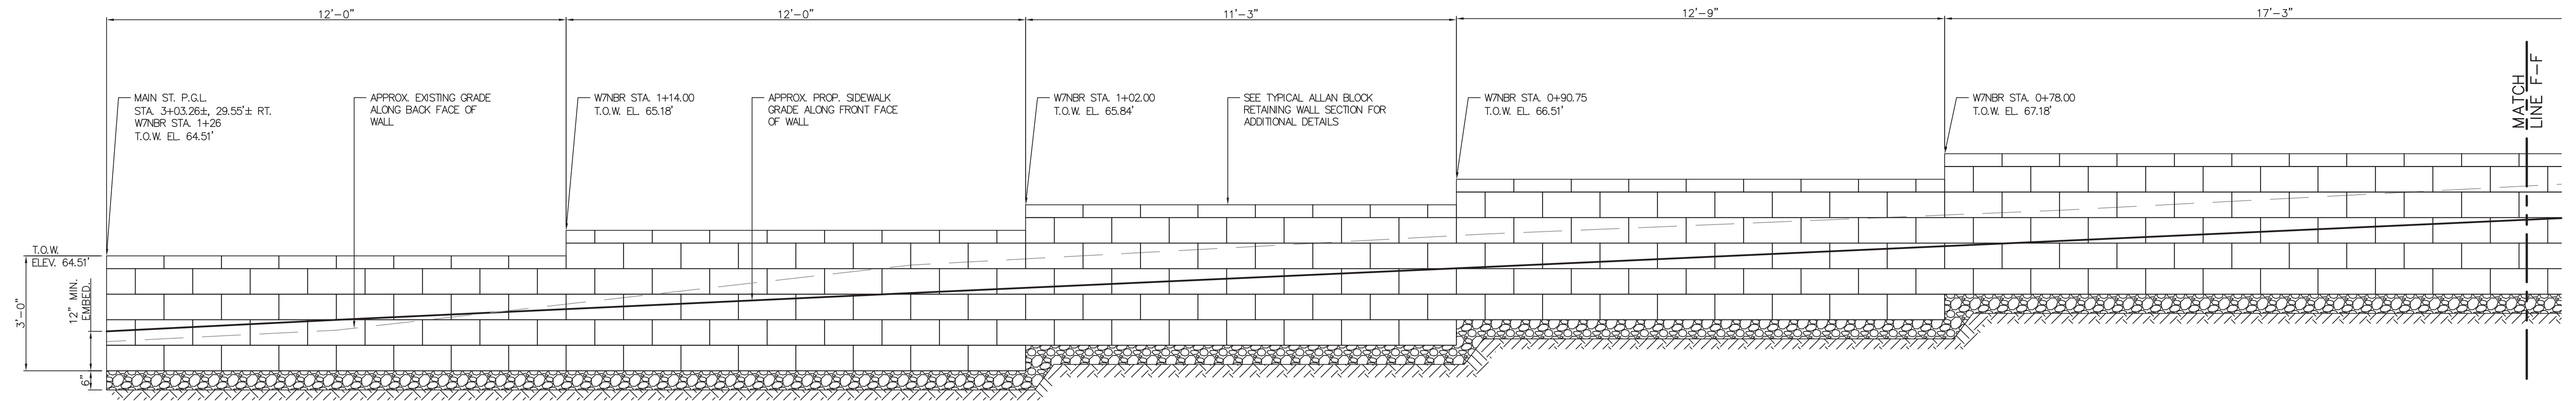 12'-0"
12'-0"
11'-3"
12'-9"
17'-3"
MAIN ST. P.G.L.
STA. 3+03.26±, 29.55'± RT.
W7NBR STA. 1+26
T.O.W. EL. 64.51'
APPROX. EXISTING GRADE
ALONG BACK FACE OF
WALL
W7NBR STA. 1+14.00
T.O.W. EL. 65.18'
APPROX. PROP. SIDEWALK
GRADE ALONG FRONT FACE
OF WALL
W7NBR STA. 1+02.00
T.O.W. EL. 65.84'
SEE TYPICAL ALLAN BLOCK
RETAINING WALL SECTION FOR
ADDITIONAL DETAILS
W7NBR STA. 0+90.75
T.O.W. EL. 66.51'
W7NBR STA. 0+78.00
T.O.W. EL. 67.18'
MATCH
LINE F-F
T.O.W.
ELEV. 64.51'
3'-0"
12" MIN.
EMBED.
6"